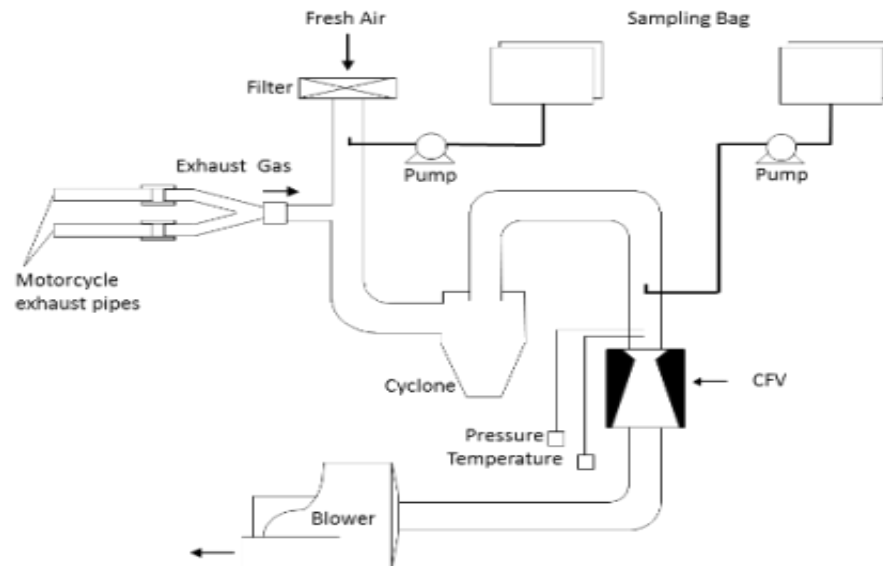 Fresh Air
Sampling Bag
Filter
Exhaust Gas
Pump
Pump
Motorcycle
exhaust pipes
Cyclone
CFV
Pressure
Temperature
Blower